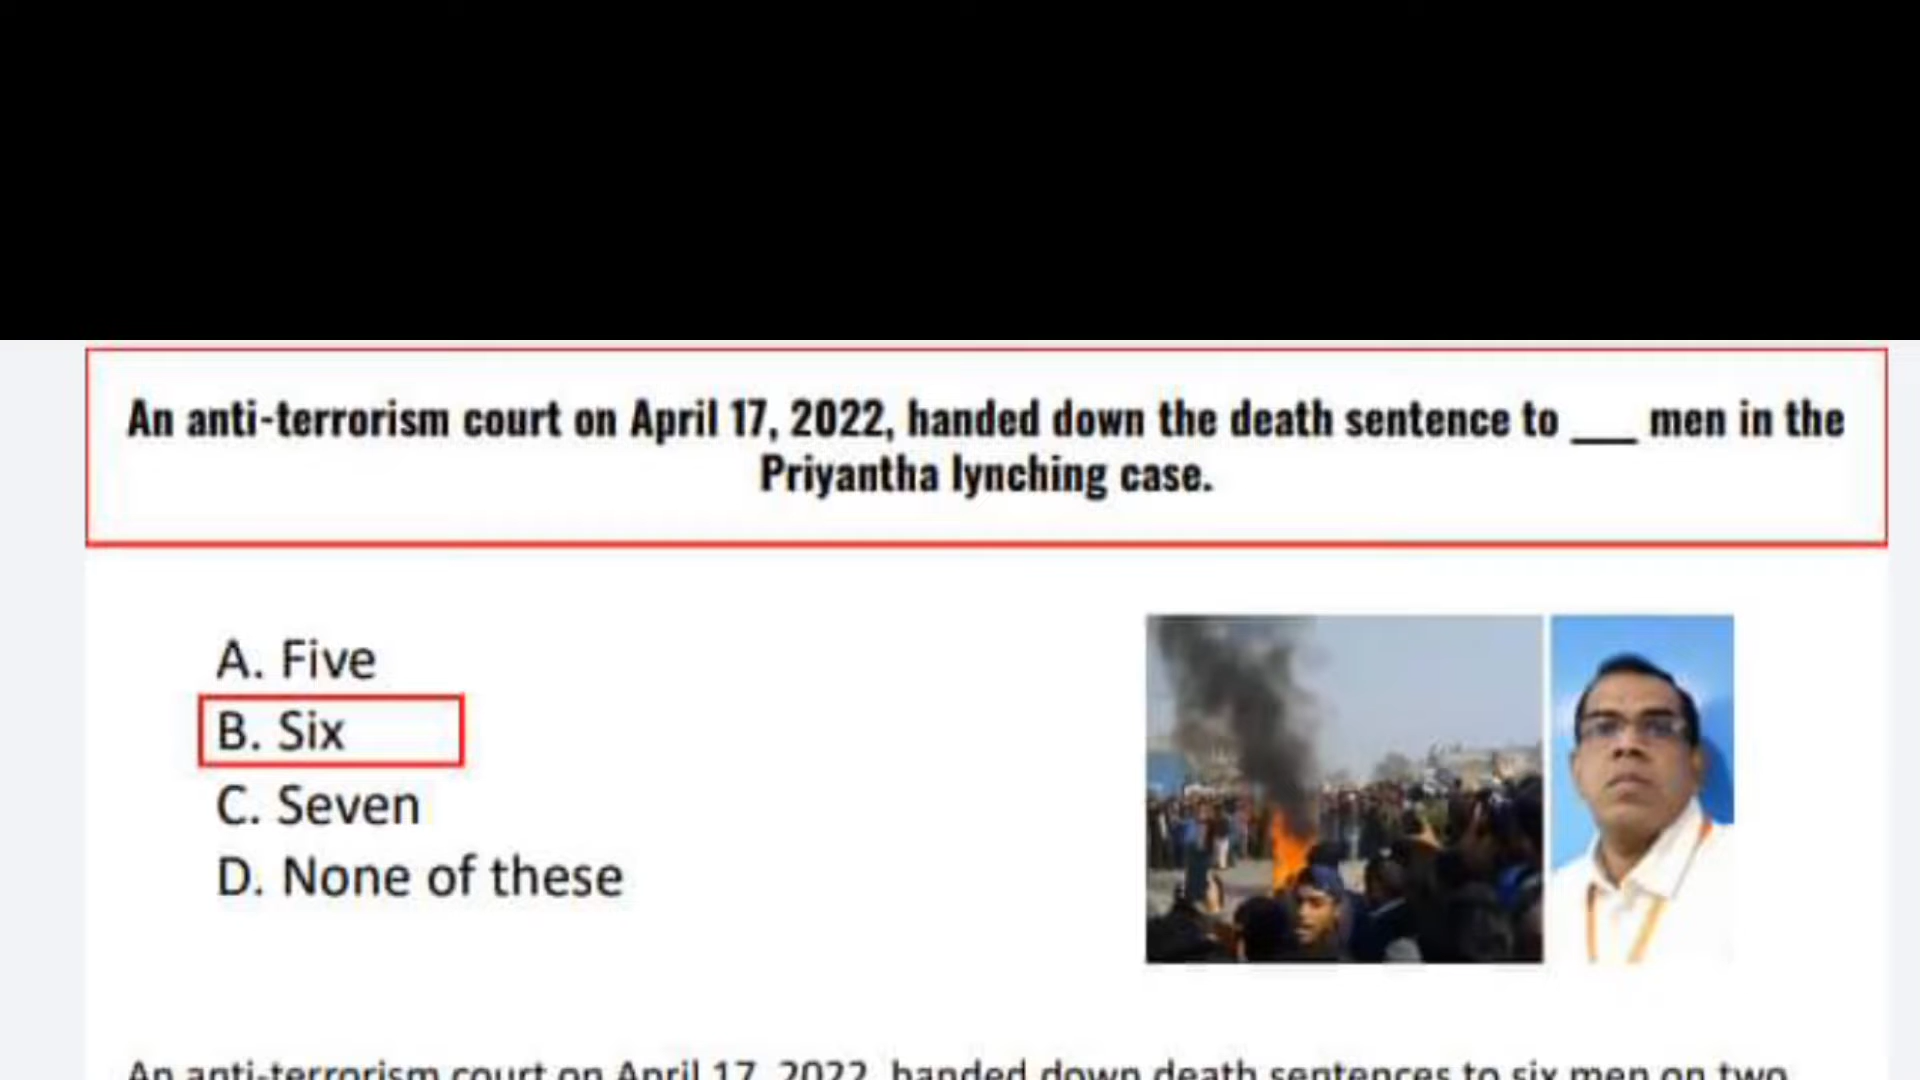 An anti-terrorism court on April 17, 2022, handed down the death sentence to ___ men in the
Priyantha lynching case.
A. Five
B. Six
C. Seven
D. None of these
An anti-terrorism court on April 17, 2022, handed down death sentences to six men on two